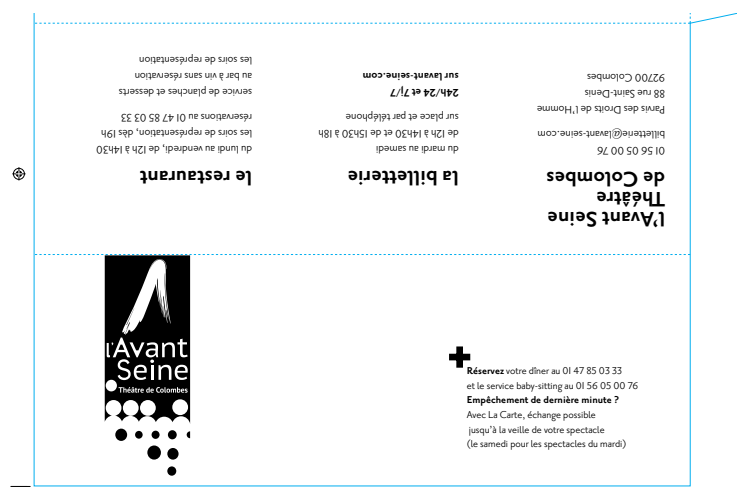 L'Avant Seine
Théâtre
de Colombes
01 56 05 00 76
billetterie@lavant-seine.com
Parvis des Droits de l'Homme
88 rue Saint-Denis
92700 Colombes
la billetterie
du mardi au samedi
de 12h à 14h30 et de 15h30 à 18h
sur place et par téléphone
24h/24 et 7j/7
sur lavant-seine.com
le restaurant
du lundi au vendredi, de 12h à 14h30
les soirs de représentation, dès 19h
réservations au 01 47 85 03 33
service de planches et desserts
au bar à vin sans réservation
les soirs de représentation
l'Avant
Seine
Théâtre de Colombes
Réservez votre dîner au 01 47 85 03 33
et le service baby-sitting au 01 56 05 00 76
Empêchement de dernière minute ?
Avec La Carte, échange possible
jusqu'à la veille de votre spectacle
(le samedi pour les spectacles du mardi)